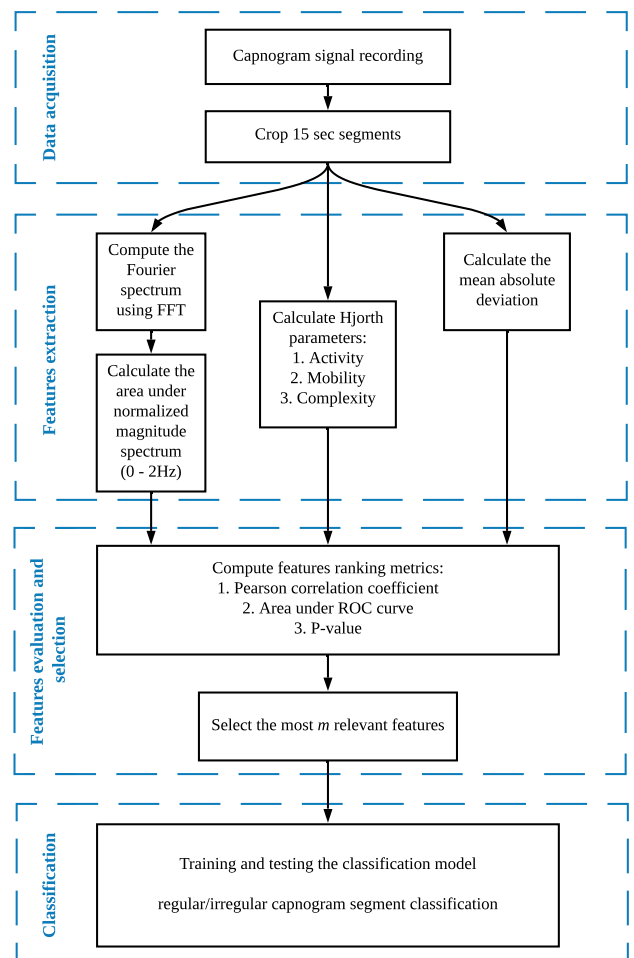 Data acquisition
Capnogram signal recording
Crop 15 sec segments
Features extraction
Compute the
Fourier
spectrum
using FFT
Calculate the
area under
normalized
magnitude
spectrum
(0 - 2Hz)
Calculate Hjorth
parameters:
1. Activity
2. Mobility
3. Complexity
Calculate the
mean absolute
deviation
Features evaluation and
selection
Compute features ranking metrics:
1. Pearson correlation coefficient
2. Area under ROC curve
3. P-value
Select the most m relevant features
Classification
Training and testing the classification model
regular/irregular capnogram segment classification